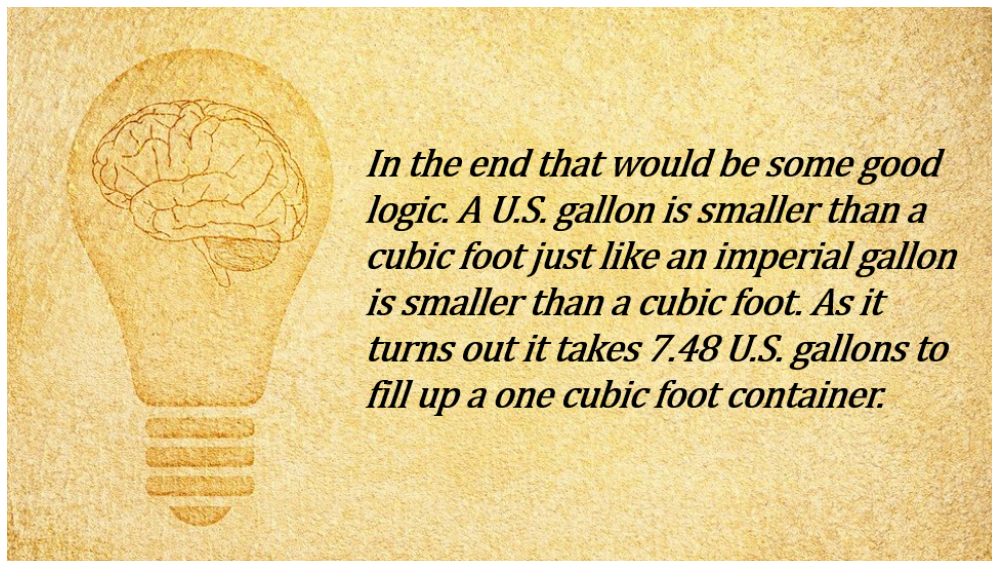 In the end that would be some good
logic. A U.S. gallon is smaller than a
cubic foot just like an imperial gallon
is smaller than a cubic foot. As it
turns out it takes 7.48 U.S. gallons to
fill up a one cubic foot container.